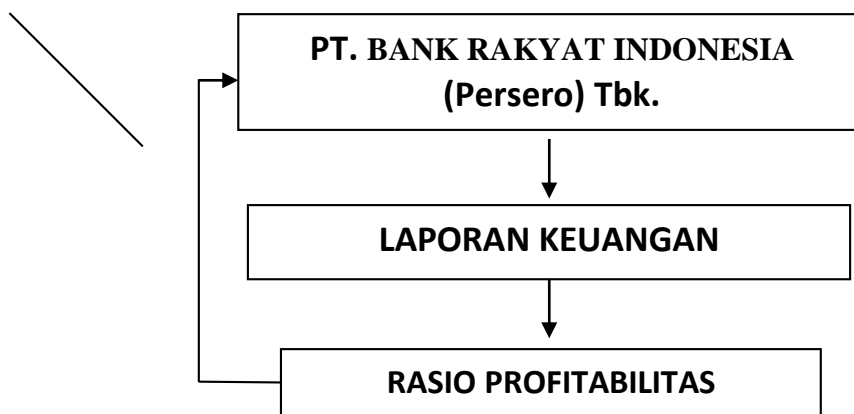 PT. BANK RAKYAT INDONESIA
(Persero) Tbk.
LAPORAN KEUANGAN
RASIO PROFITABILITAS